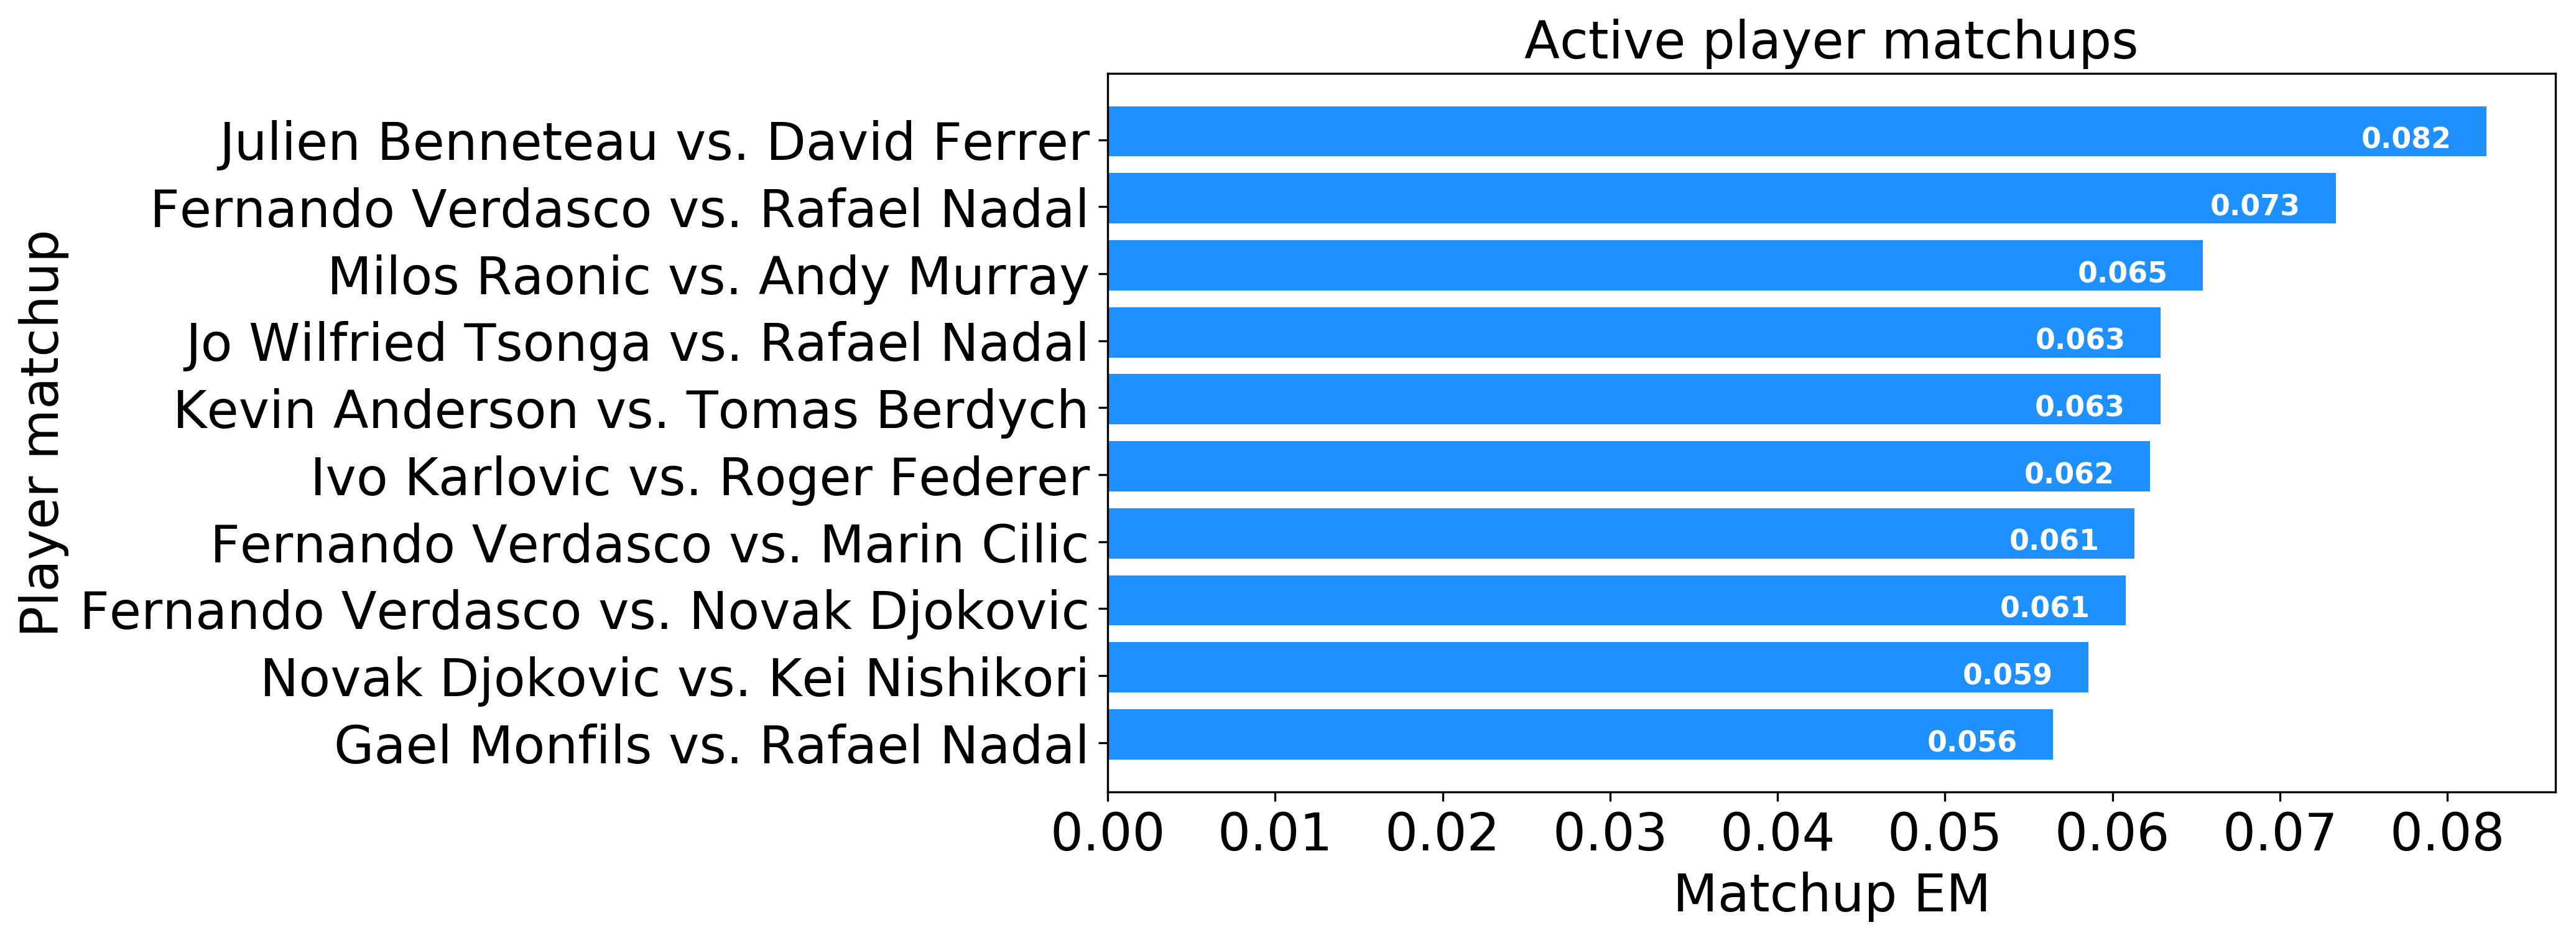 Active player matchups
Player matchup
Julien Benneteau vs. David Ferrer
0.082
Fernando Verdasco vs. Rafael Nadal
0.073
Milos Raonic vs. Andy Murray
0.065
Jo Wilfried Tsonga vs. Rafael Nadal
0.063
Kevin Anderson vs. Tomas Berdych
0.063
Ivo Karlovic vs. Roger Federer
0.062
Fernando Verdasco vs. Marin Cilic
0.061
Fernando Verdasco vs. Novak Djokovic
0.061
Novak Djokovic vs. Kei Nishikori
0.059
Gael Monfils vs. Rafael Nadal
0.056
0.00 0.01 0.02 0.03 0.04 0.05 0.06 0.07 0.08
Matchup EM